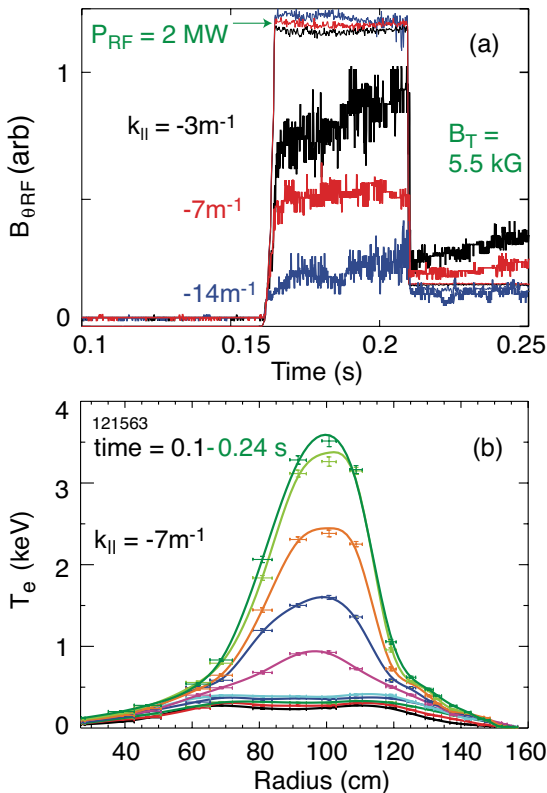 P_RF = 2 MW
(a)
1
k_ll = -3m⁻¹
B_T =
5.5 kG
-7m⁻¹
-14m⁻¹
0
B_θRF (arb)
0.1 0.15 0.2 0.25
Time (s)
4
121563
time = 0.1-0.24 s
(b)
3
k_ll = -7m⁻¹
2
1
0
T_e (keV)
40 60 80 100 120 140 160
Radius (cm)